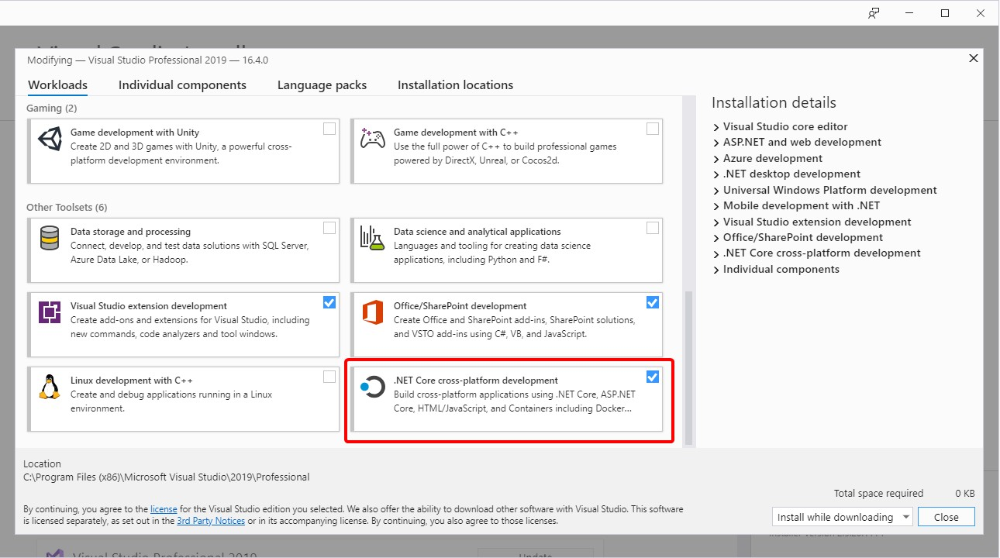 Modifying — Visual Studio Professional 2019 — 16.4.0
Workloads
Individual components
Language packs
Installation locations
Gaming (2)
Game development with Unity
Create 2D and 3D games with Unity, a powerful cross-
platform development environment.
Game development with C++
Use the full power of C++ to build professional games
powered by DirectX, Unreal, or Cocos2d.
Other Toolsets (6)
Data storage and processing
Connect, develop, and test data solutions with SQL Server,
Azure Data Lake, or Hadoop.
Data science and analytical applications
Languages and tooling for creating data science
applications, including Python and F#.
Visual Studio extension development
Create add-ons and extensions for Visual Studio, including
new commands, code analyzers and tool windows.
Office/SharePoint development
Create Office and SharePoint add-ins, SharePoint solutions,
and VSTO add-ins using C#, VB, and JavaScript.
Linux development with C++
Create and debug applications running in a Linux
environment.
.NET Core cross-platform development
Build cross-platform applications using .NET Core, ASP.NET
Core, HTML/JavaScript, and Containers including Docker...
Installation details
Visual Studio core editor
ASP.NET and web development
Azure development
.NET desktop development
Universal Windows Platform development
Mobile development with .NET
Visual Studio extension development
Office/SharePoint development
.NET Core cross-platform development
Individual components
Location
C:\Program Files (x86)\Microsoft Visual Studio\2019\Professional
Total space required 0 KB
By continuing, you agree to the license for the Visual Studio edition you selected. We also offer the ability to download other software with Visual Studio. This software
is licensed separately, as set out in the 3rd Party Notices or in its accompanying license. By continuing, you also agree to those licenses.
Install while downloading
Close
Visual Studio Professional 2019
Update